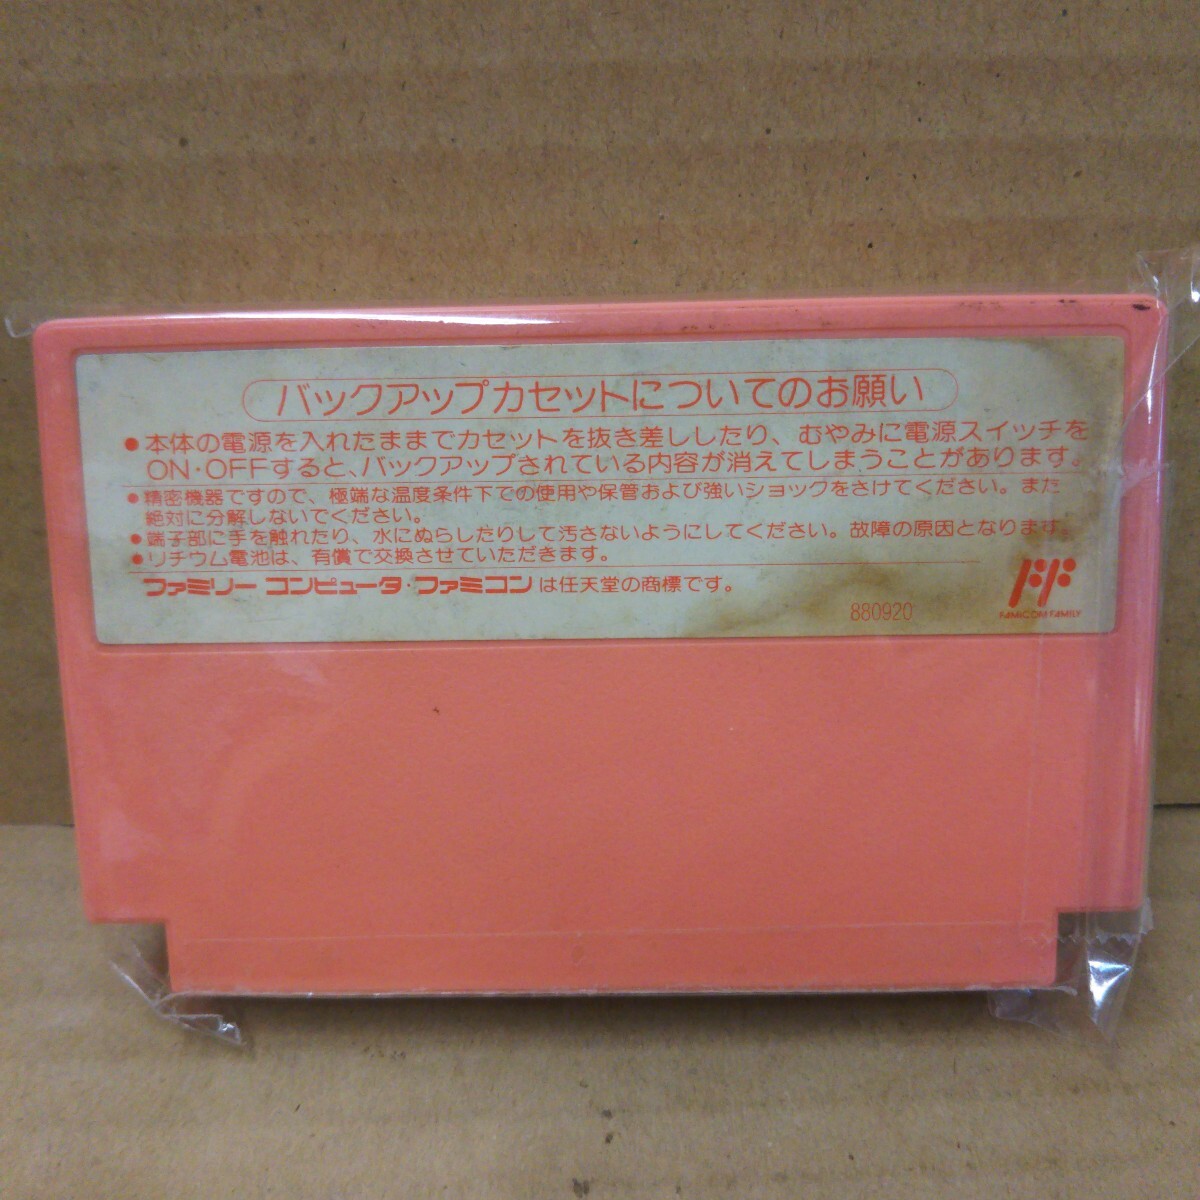 バックアップカセットについてのお願い
●本体の電源を入れたままでカセットを抜き差ししたり、むやみに電源スイッチを
ON・OFFすると、バックアップされている内容が消えてしまうことがあります。
●精密機器ですので、極端な温度条件下での使用や保管および強いショックをさけてください。また
絶対に分解しないでください。
●端子部に手を触れたり、水にぬらしたりして汚さないようにしてください。故障の原因となります。
●リチウム電池は、有償で交換させていただきます。
ファミリー コンピュータ・ファミコンは任天堂の商標です。
880920
FAMICOM FAMILY